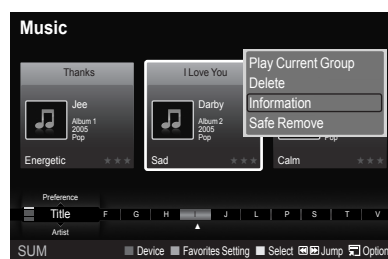 Music
Thanks
I Love You
Play Current Group
Delete
Information
Safe Remove
Jee
Album 1
2005
Pop
Energetic
Darby
Album 2
2005
Pop
Sad
Pop
Calm
Preference
Title F G H I J L P S T V
Artist
SUM Device Favorites Setting Select Jump Option